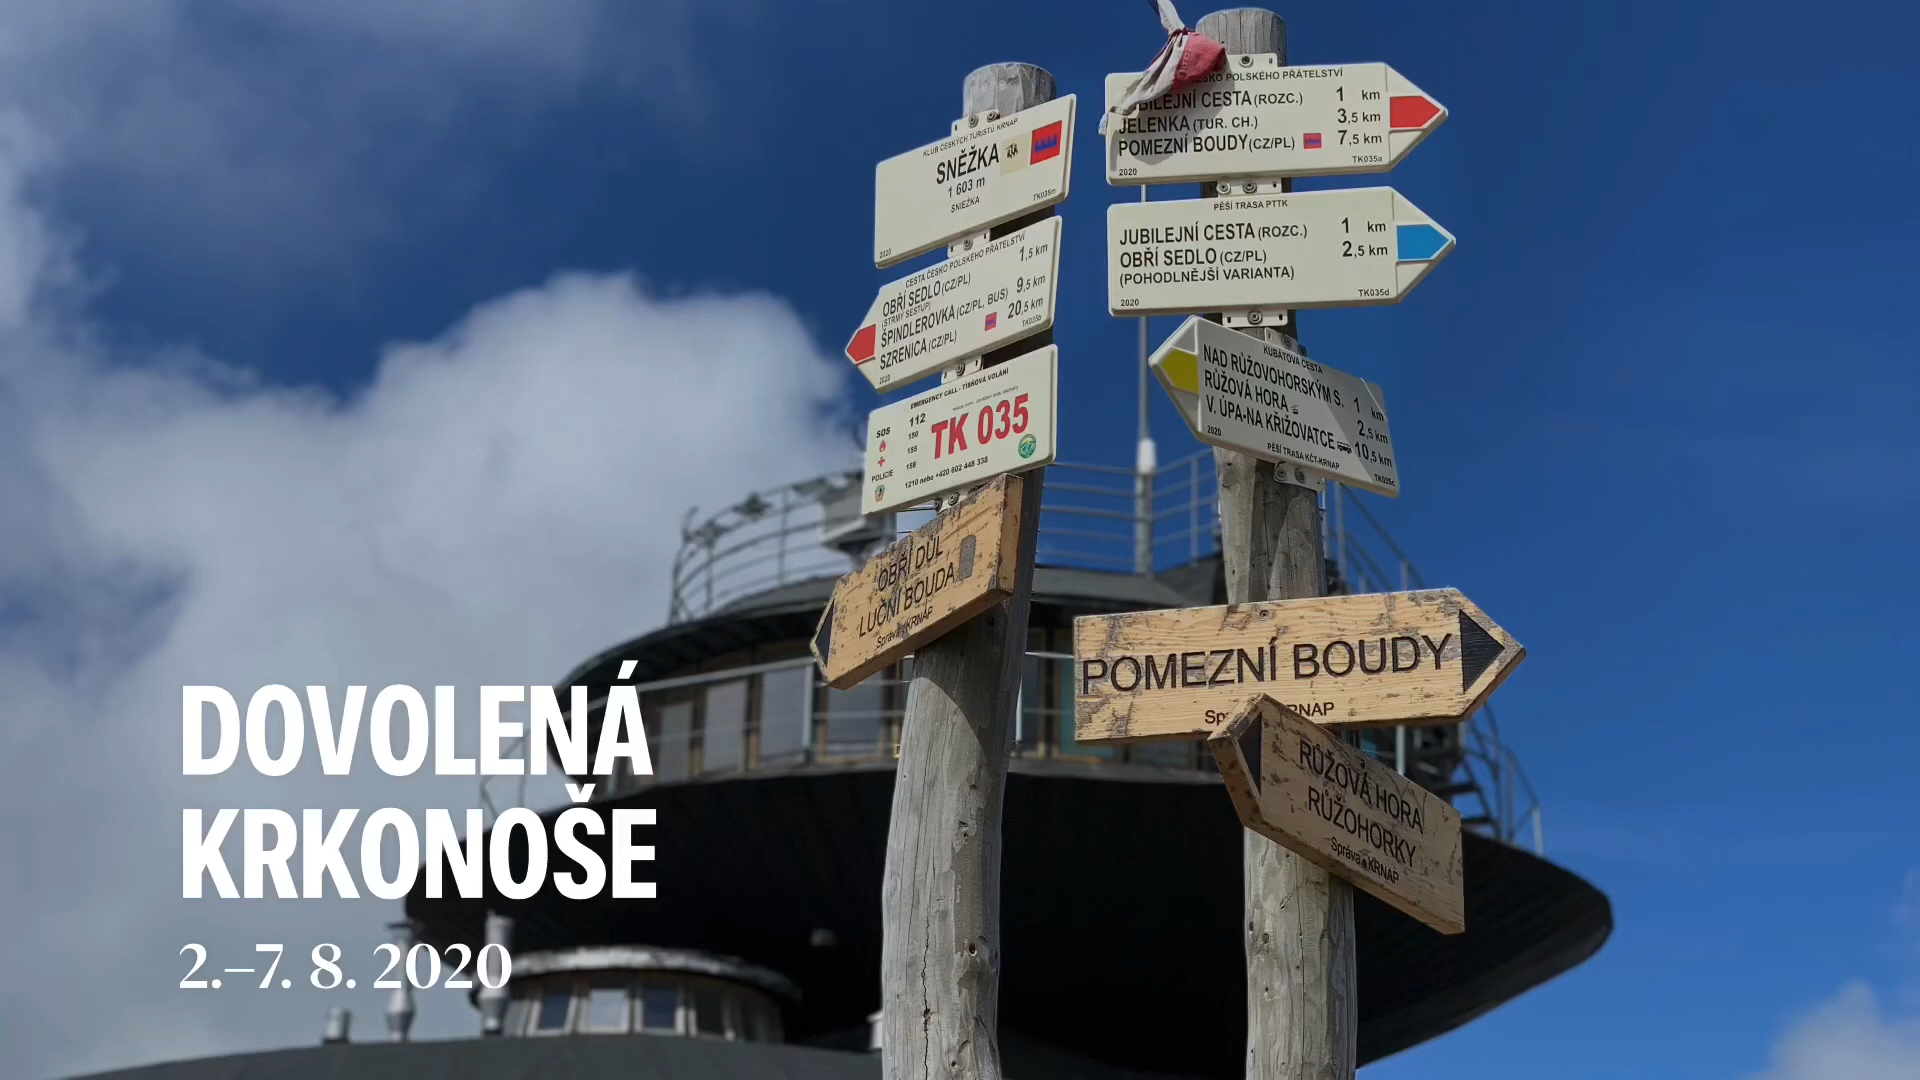 KLUB ČESKÝCH TURISTŮ KRNAP
SNĚŽKA
1 603 m
ŚNIEŻKA
2020
TK035m
CESTA ČESKO POLSKÉHO PŘÁTELSTVÍ
OBŘÍ SEDLO (CZ/PL) 1,5 km
(STRMÝ SESTUP)
ŠPINDLEROVKA (CZ/PL, BUS) 9,5 km
SZRENICA (CZ/PL) 20,5 km
2020
TK035b
EMERGENCY CALL - TÍSŇOVÁ VOLÁNÍ
SOS 112
150
155
POLICIE 158
TK 035
1210 nebo +420 602 448 338
OBŘÍ DŮL
LUČNÍ BOUDA
Správa KRNAP
ČESKO POLSKÉHO PŘÁTELSTVÍ
JUBILEJNÍ CESTA (ROZC.) 1 km
JELENKA (TUR. CH.) 3,5 km
POMEZNÍ BOUDY (CZ/PL) 7,5 km
2020
TK035a
PĚŠÍ TRASA PTTK
JUBILEJNÍ CESTA (ROZC.) 1 km
OBŘÍ SEDLO (CZ/PL) 2,5 km
(POHODLNĚJŠÍ VARIANTA)
2020
TK035d
KUBÁTOVA CESTA
NAD RŮŽOVOHORSKÝM S. 1 km
RŮŽOVÁ HORA 2,5 km
V. ÚPA-NA KŘIŽOVATCE 10,5 km
2020
PĚŠÍ TRASA KČT-KRNAP
TK035c
POMEZNÍ BOUDY
RŮŽOVÁ HORA
RŮŽOHORKY
Správa KRNAP
DOVOLENÁ
KRKONOŠE
2.–7. 8. 2020